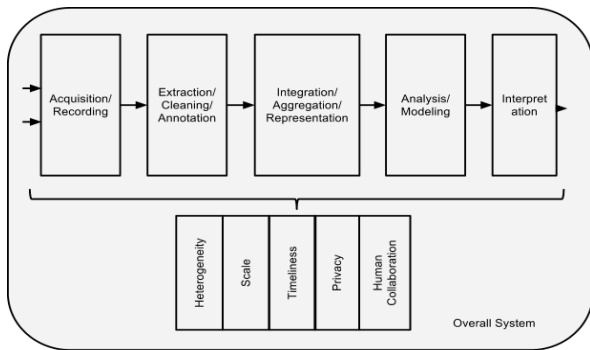 Acquisition/
Recording
Extraction/
Cleaning/
Annotation
Integration/
Aggregation/
Representation
Analysis/
Modeling
Interpret
ation
Heterogeneity
Scale
Timeliness
Privacy
Human
Collaboration
Overall System